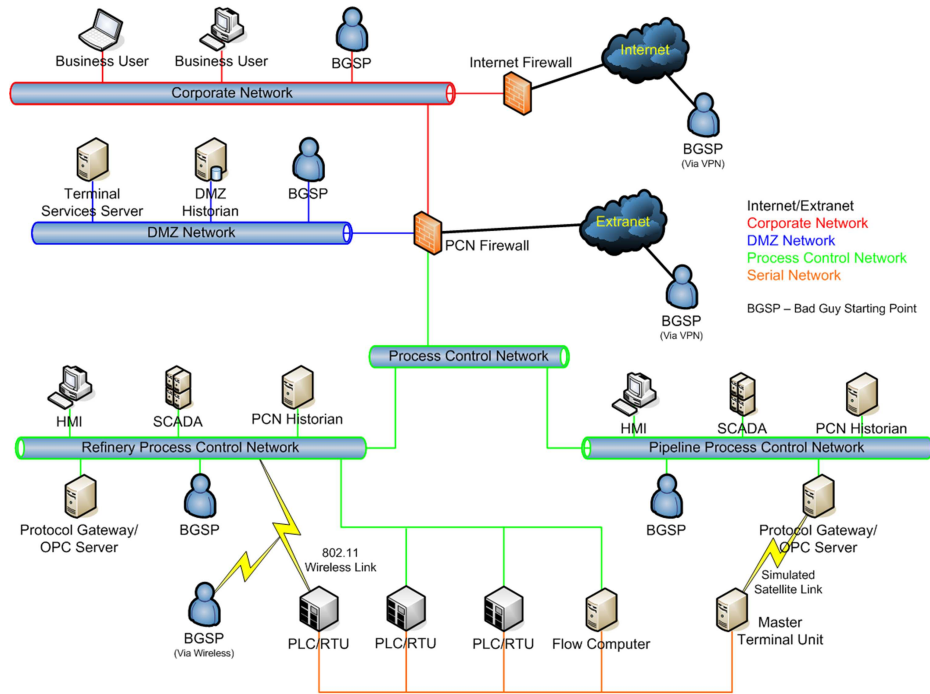 Business User
Business User
BGSP
Internet Firewall
Internet
Corporate Network
BGSP
(Via VPN)
Terminal
Services Server
DMZ
Historian
BGSP
DMZ Network
PCN Firewall
Extranet
BGSP
(Via VPN)
Internet/Extranet
Corporate Network
DMZ Network
Process Control Network
Serial Network
BGSP – Bad Guy Starting Point
Process Control Network
HMI
SCADA
PCN Historian
Refinery Process Control Network
HMI
SCADA
PCN Historian
Pipeline Process Control Network
Protocol Gateway/
OPC Server
BGSP
BGSP
Protocol Gateway/
OPC Server
802.11
Wireless Link
Simulated
Satellite Link
BGSP
(Via Wireless)
PLC/RTU
PLC/RTU
PLC/RTU
Flow Computer
Master
Terminal Unit